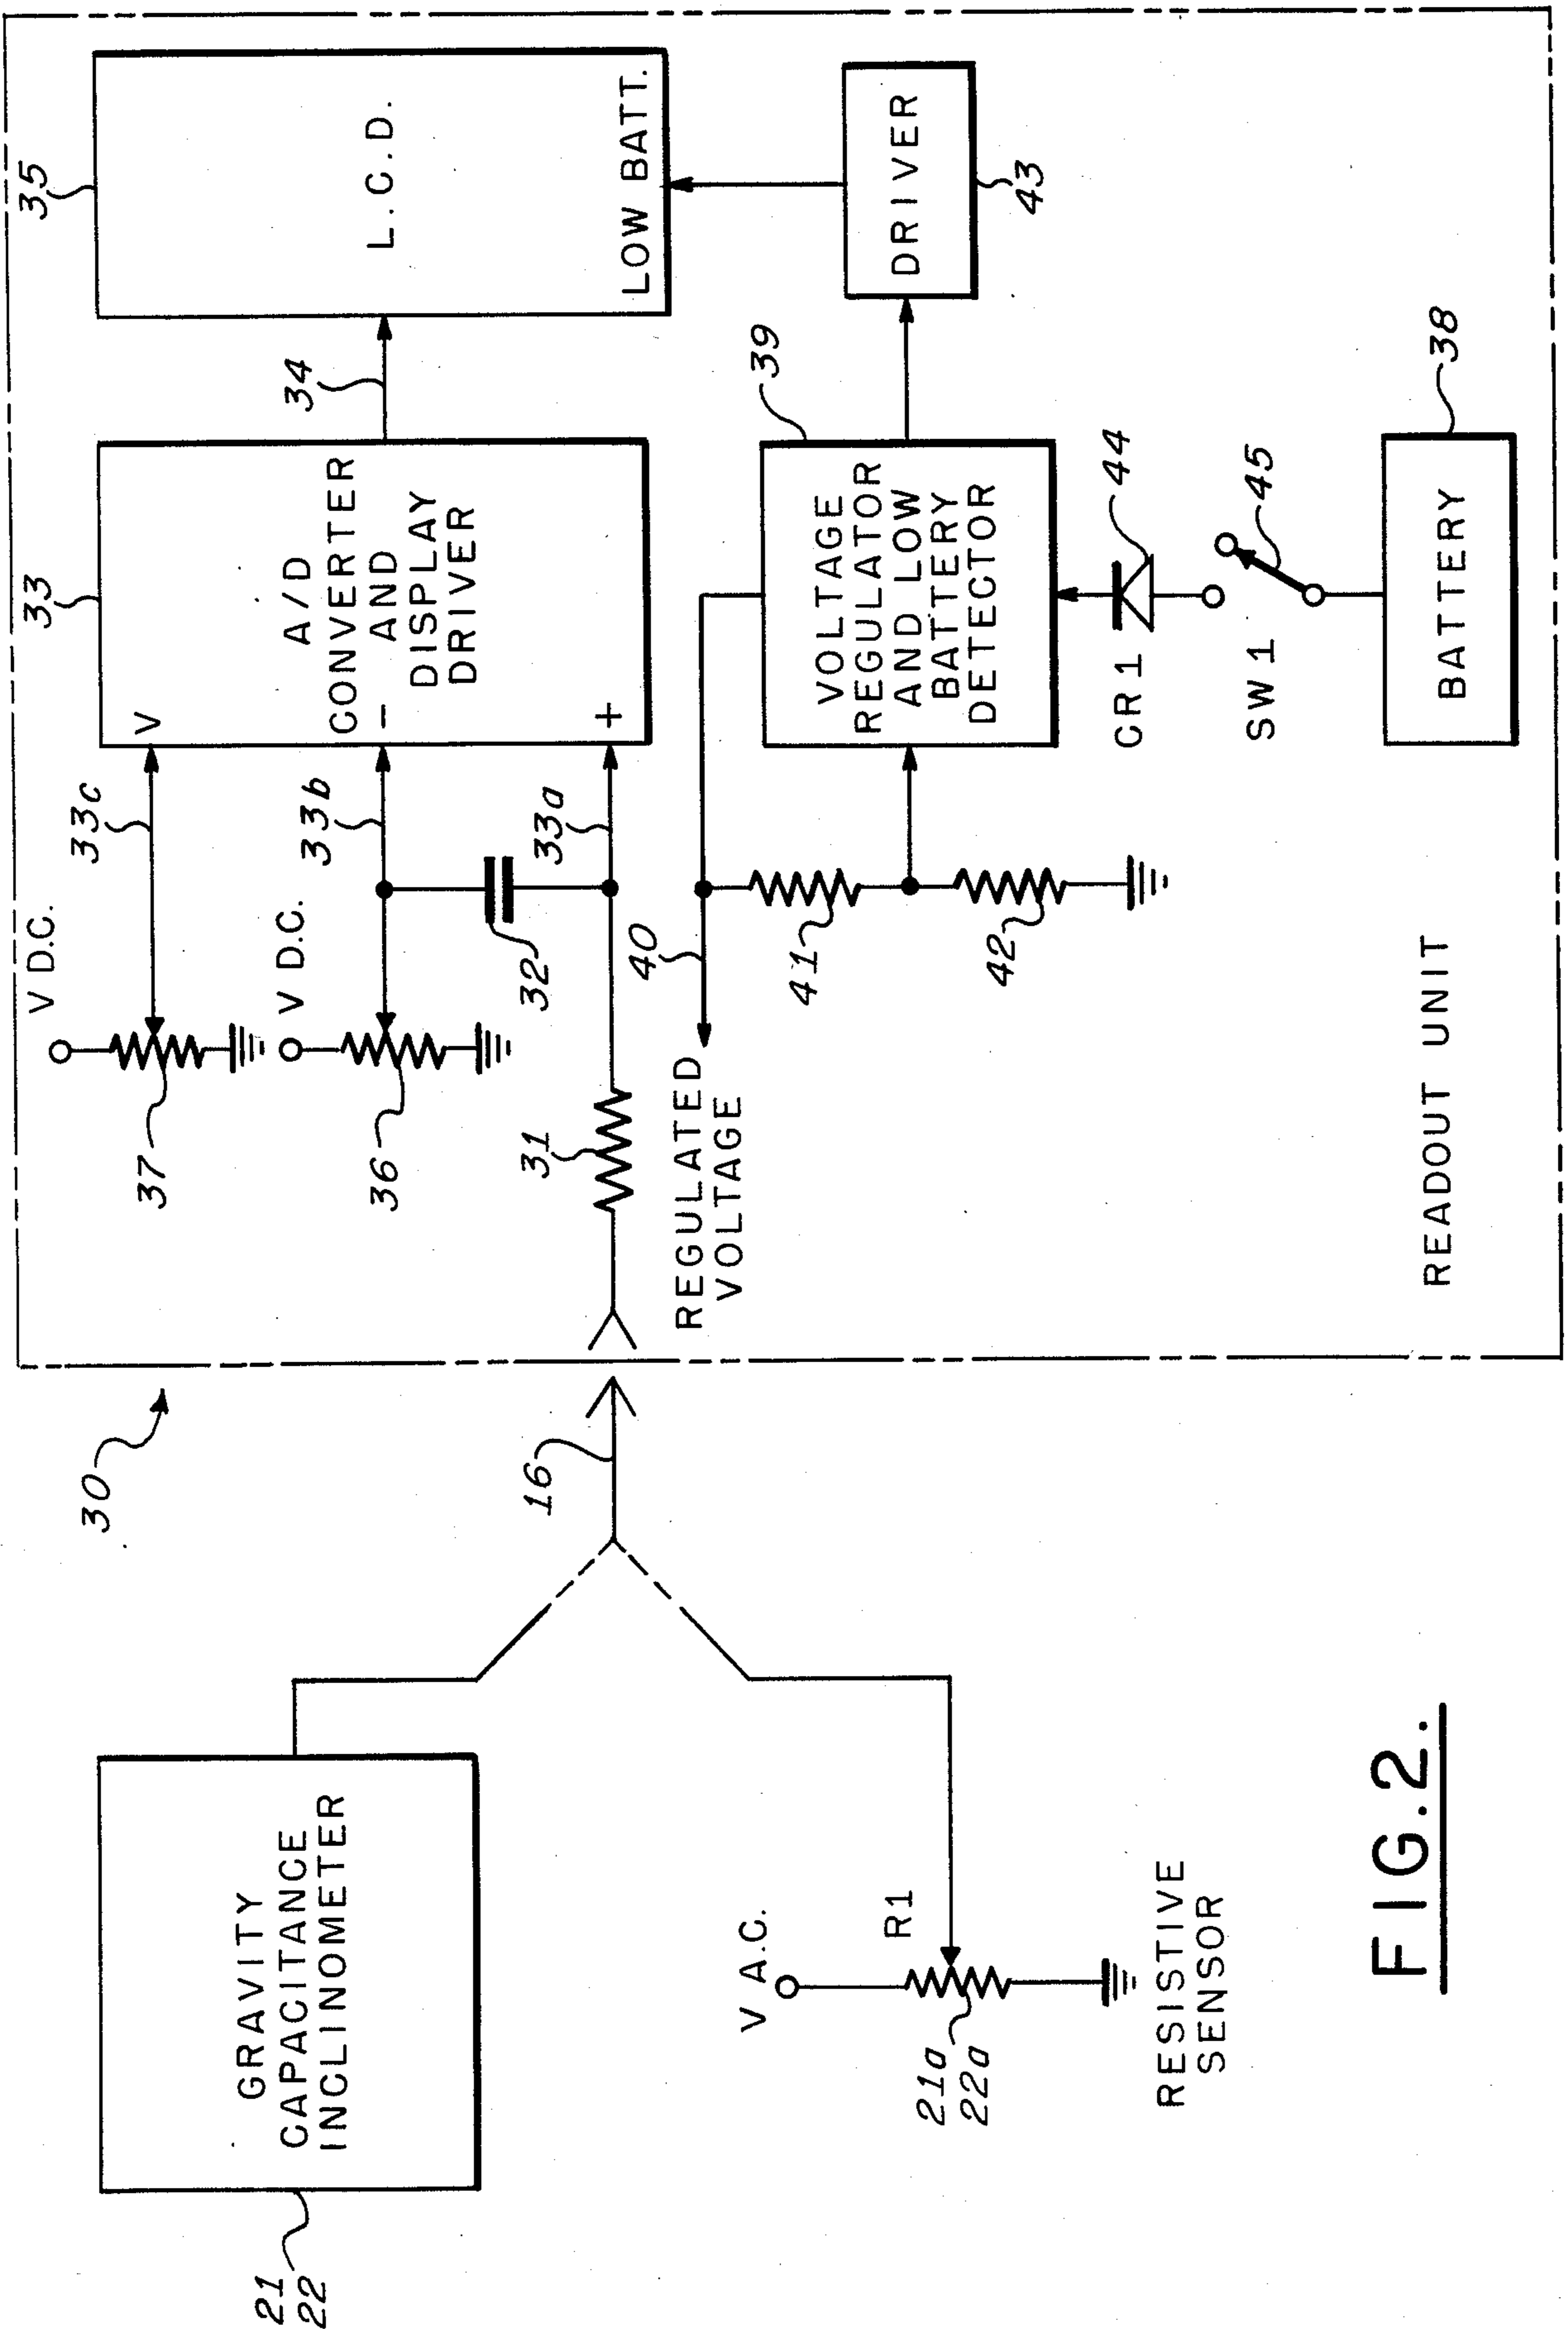 30
21
22
GRAVITY
CAPACITANCE
INCLINOMETER
V A.C.
R1
21a
22a
RESISTIVE
SENSOR
16
V D.C.
37
33c
V D.C.
36
33b
32
31
33a
33
V
A/D
CONVERTER
- AND
DISPLAY
DRIVER
+
34
35
L.C.D.
LOW BATT.
REGULATED
VOLTAGE
40
41
42
39
VOLTAGE
REGULATOR
AND LOW
BATTERY
DETECTOR
DRIVER
43
CR1
44
SW1
45
BATTERY
38
READOUT UNIT
FIG.2.